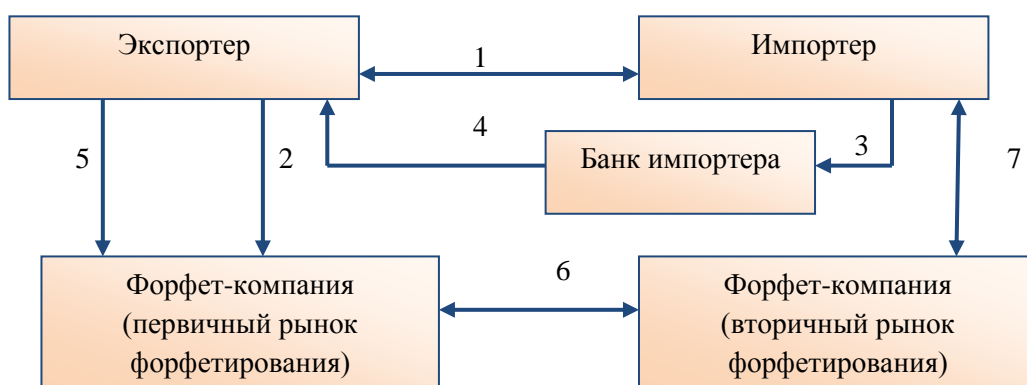 Экспортер
Импортер
1
4
5
2
Банк импортера
3
7
6
Форфет-компания
(первичный рынок
форфетирования)
Форфет-компания
(вторичный рынок
форфетирования)